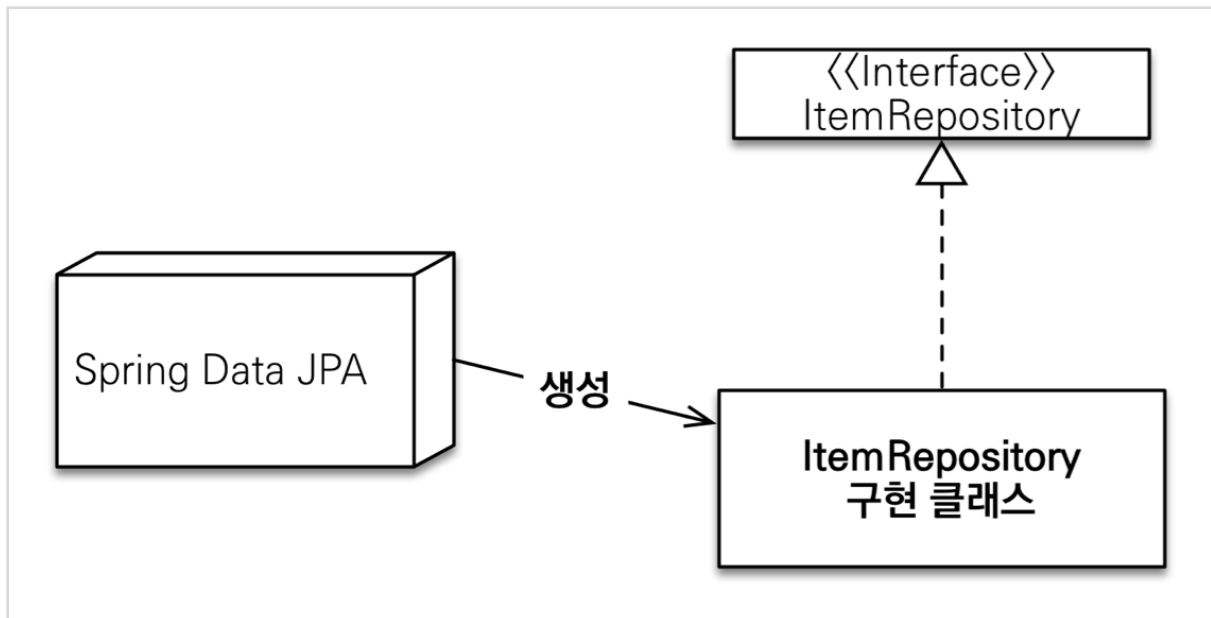 <<Interface>>
ItemRepository
Spring Data JPA
생성
ItemRepository
구현 클래스